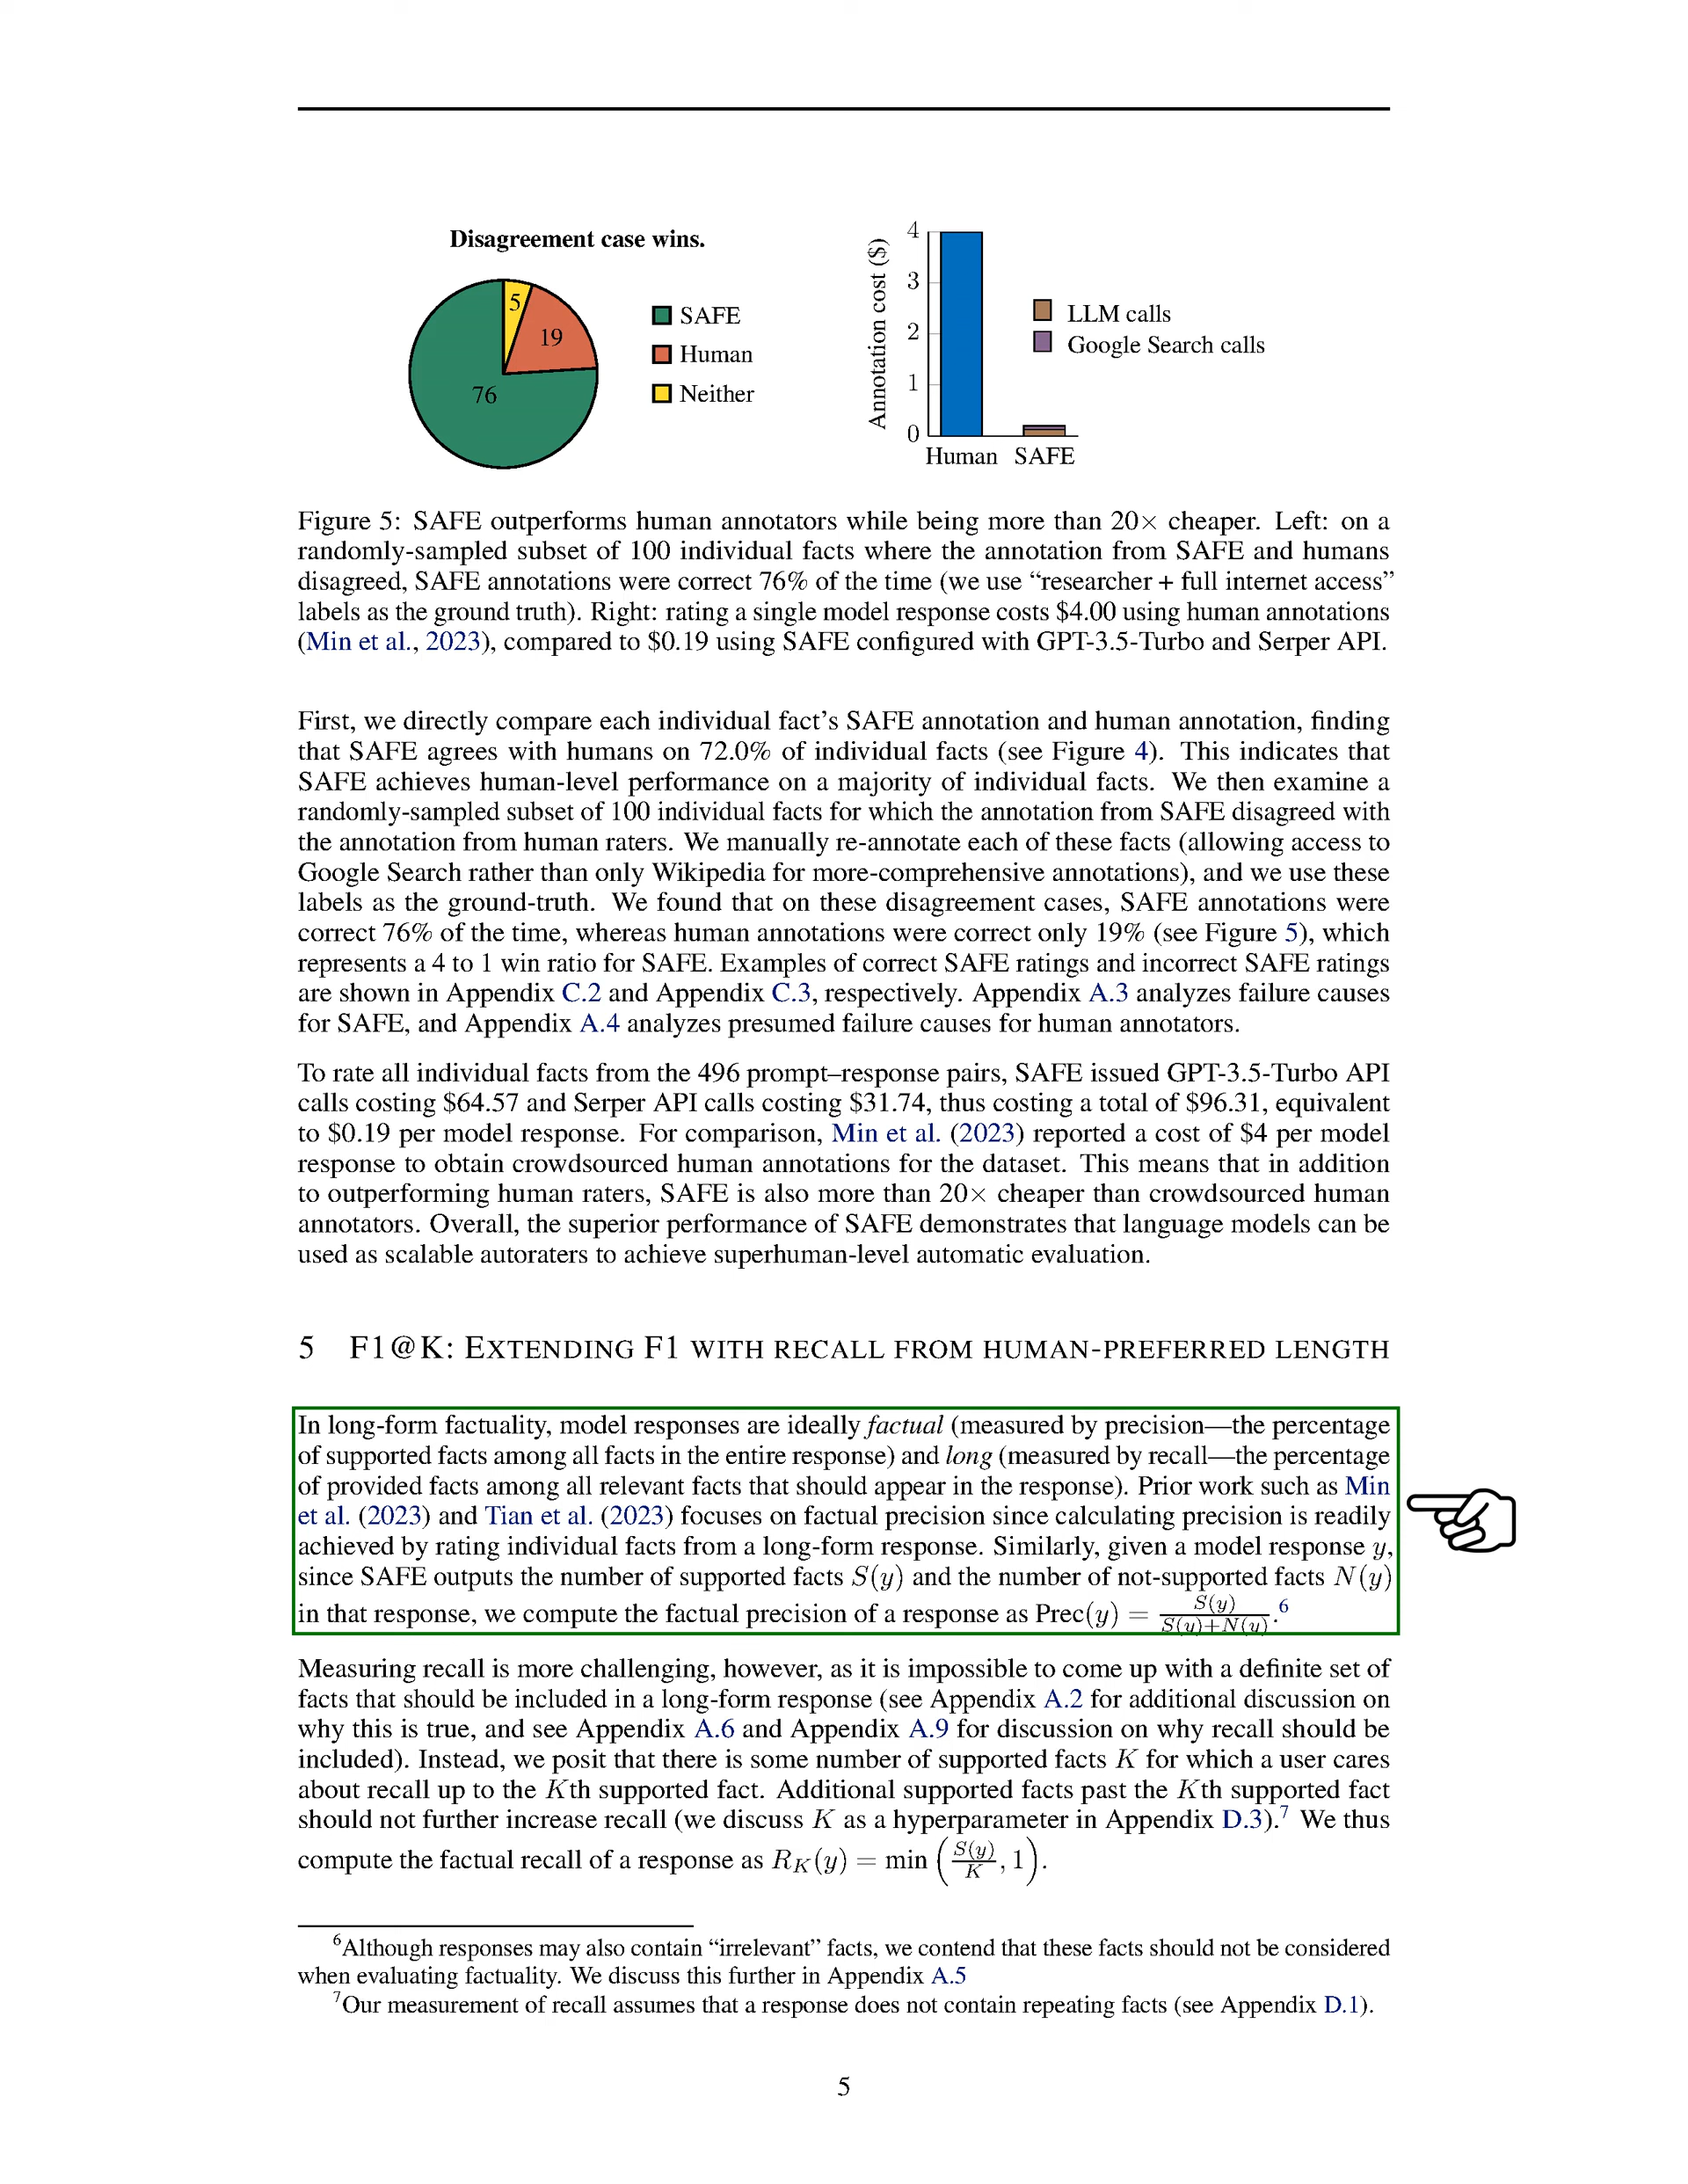 Disagreement case wins.
5
19
76
SAFE
Human
Neither
Annotation cost ($)
4
3
2
1
0
Human SAFE
LLM calls
Google Search calls
Figure 5: SAFE outperforms human annotators while being more than 20× cheaper. Left: on a
randomly-sampled subset of 100 individual facts where the annotation from SAFE and humans
disagreed, SAFE annotations were correct 76% of the time (we use “researcher + full internet access”
labels as the ground truth). Right: rating a single model response costs $4.00 using human annotations
(Min et al., 2023), compared to $0.19 using SAFE configured with GPT-3.5-Turbo and Serper API.
First, we directly compare each individual fact’s SAFE annotation and human annotation, finding
that SAFE agrees with humans on 72.0% of individual facts (see Figure 4). This indicates that
SAFE achieves human-level performance on a majority of individual facts. We then examine a
randomly-sampled subset of 100 individual facts for which the annotation from SAFE disagreed with
the annotation from human raters. We manually re-annotate each of these facts (allowing access to
Google Search rather than only Wikipedia for more-comprehensive annotations), and we use these
labels as the ground-truth. We found that on these disagreement cases, SAFE annotations were
correct 76% of the time, whereas human annotations were correct only 19% (see Figure 5), which
represents a 4 to 1 win ratio for SAFE. Examples of correct SAFE ratings and incorrect SAFE ratings
are shown in Appendix C.2 and Appendix C.3, respectively. Appendix A.3 analyzes failure causes
for SAFE, and Appendix A.4 analyzes presumed failure causes for human annotators.
To rate all individual facts from the 496 prompt–response pairs, SAFE issued GPT-3.5-Turbo API
calls costing $64.57 and Serper API calls costing $31.74, thus costing a total of $96.31, equivalent
to $0.19 per model response. For comparison, Min et al. (2023) reported a cost of $4 per model
response to obtain crowdsourced human annotations for the dataset. This means that in addition
to outperforming human raters, SAFE is also more than 20× cheaper than crowdsourced human
annotators. Overall, the superior performance of SAFE demonstrates that language models can be
used as scalable autoraters to achieve superhuman-level automatic evaluation.
5 F1@K: EXTENDING F1 WITH RECALL FROM HUMAN-PREFERRED LENGTH
In long-form factuality, model responses are ideally factual (measured by precision—the percentage
of supported facts among all facts in the entire response) and long (measured by recall—the percentage
of provided facts among all relevant facts that should appear in the response). Prior work such as Min
et al. (2023) and Tian et al. (2023) focuses on factual precision since calculating precision is readily
achieved by rating individual facts from a long-form response. Similarly, given a model response y,
since SAFE outputs the number of supported facts S(y) and the number of not-supported facts N(y)
in that response, we compute the factual precision of a response as Prec(y) = S(y) / S(y)+N(y).⁶
Measuring recall is more challenging, however, as it is impossible to come up with a definite set of
facts that should be included in a long-form response (see Appendix A.2 for additional discussion on
why this is true, and see Appendix A.6 and Appendix A.9 for discussion on why recall should be
included). Instead, we posit that there is some number of supported facts K for which a user cares
about recall up to the Kth supported fact. Additional supported facts past the Kth supported fact
should not further increase recall (we discuss K as a hyperparameter in Appendix D.3).⁷ We thus
compute the factual recall of a response as R_K(y) = min (S(y)/K, 1).
⁶Although responses may also contain “irrelevant” facts, we contend that these facts should not be considered
when evaluating factuality. We discuss this further in Appendix A.5
⁷Our measurement of recall assumes that a response does not contain repeating facts (see Appendix D.1).
5